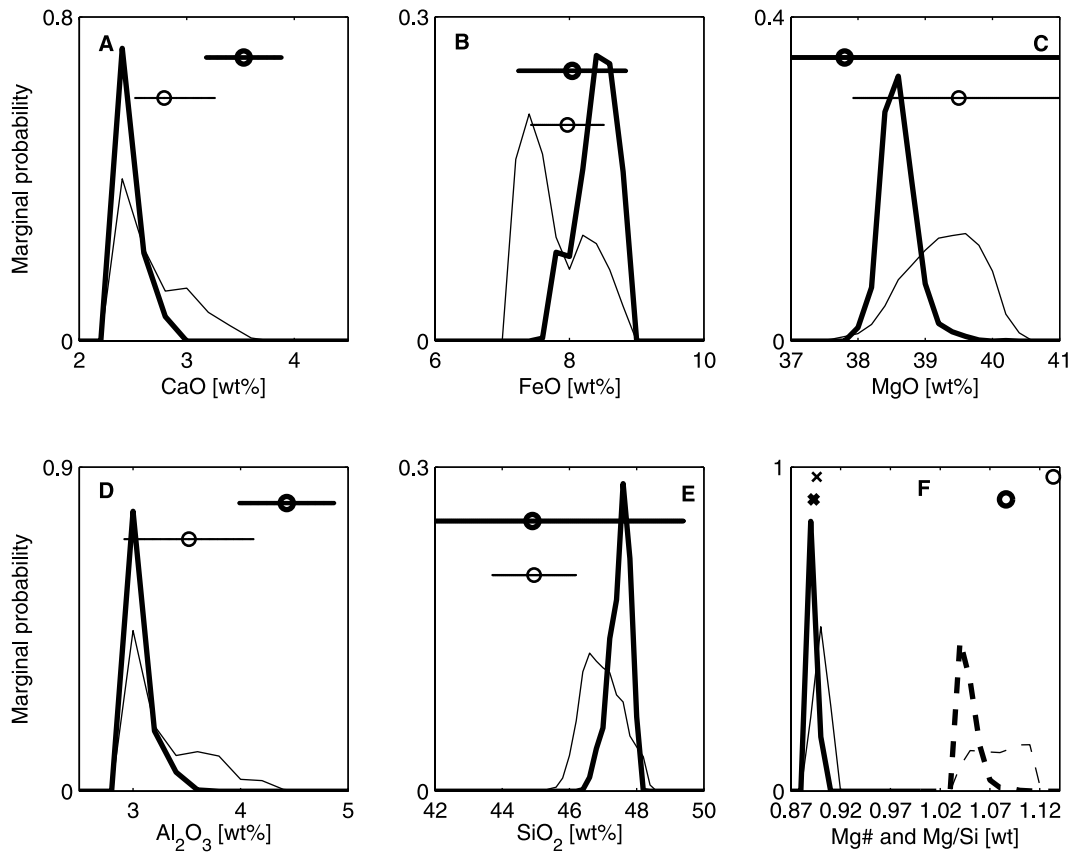 0.8
A
Marginal probability
0
2
3
4
CaO [wt%]
0.3
B
0
6
8
10
FeO [wt%]
0.4
C
0
37
38
39
40
41
MgO [wt%]
0.9
D
Marginal probability
0
3
4
5
Al2O3 [wt%]
0.3
E
0
42
44
46
48
50
SiO2 [wt%]
1
F
0
0.87
0.92
0.97
1.02
1.07
1.12
Mg# and Mg/Si [wt]